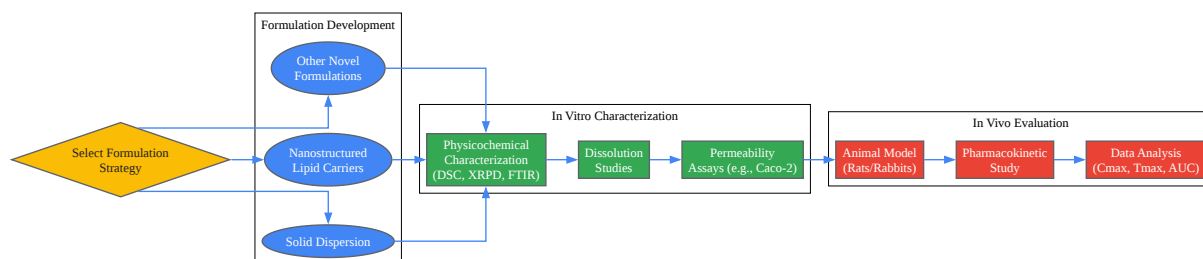 Formulation Development
Other Novel
Formulations
Select Formulation
Strategy
Nanostructured
Lipid Carriers
Solid Dispersion
In Vitro Characterization
Physicochemical
Characterization
(DSC, XRPD, FTIR)
Dissolution
Studies
Permeability
Assays (e.g., Caco-2)
In Vivo Evaluation
Animal Model
(Rats/Rabbits)
Pharmacokinetic
Study
Data Analysis
(Cmax, Tmax, AUC)